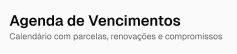 Agenda de Vencimentos
Calendário com parcelas, renovações e compromissos